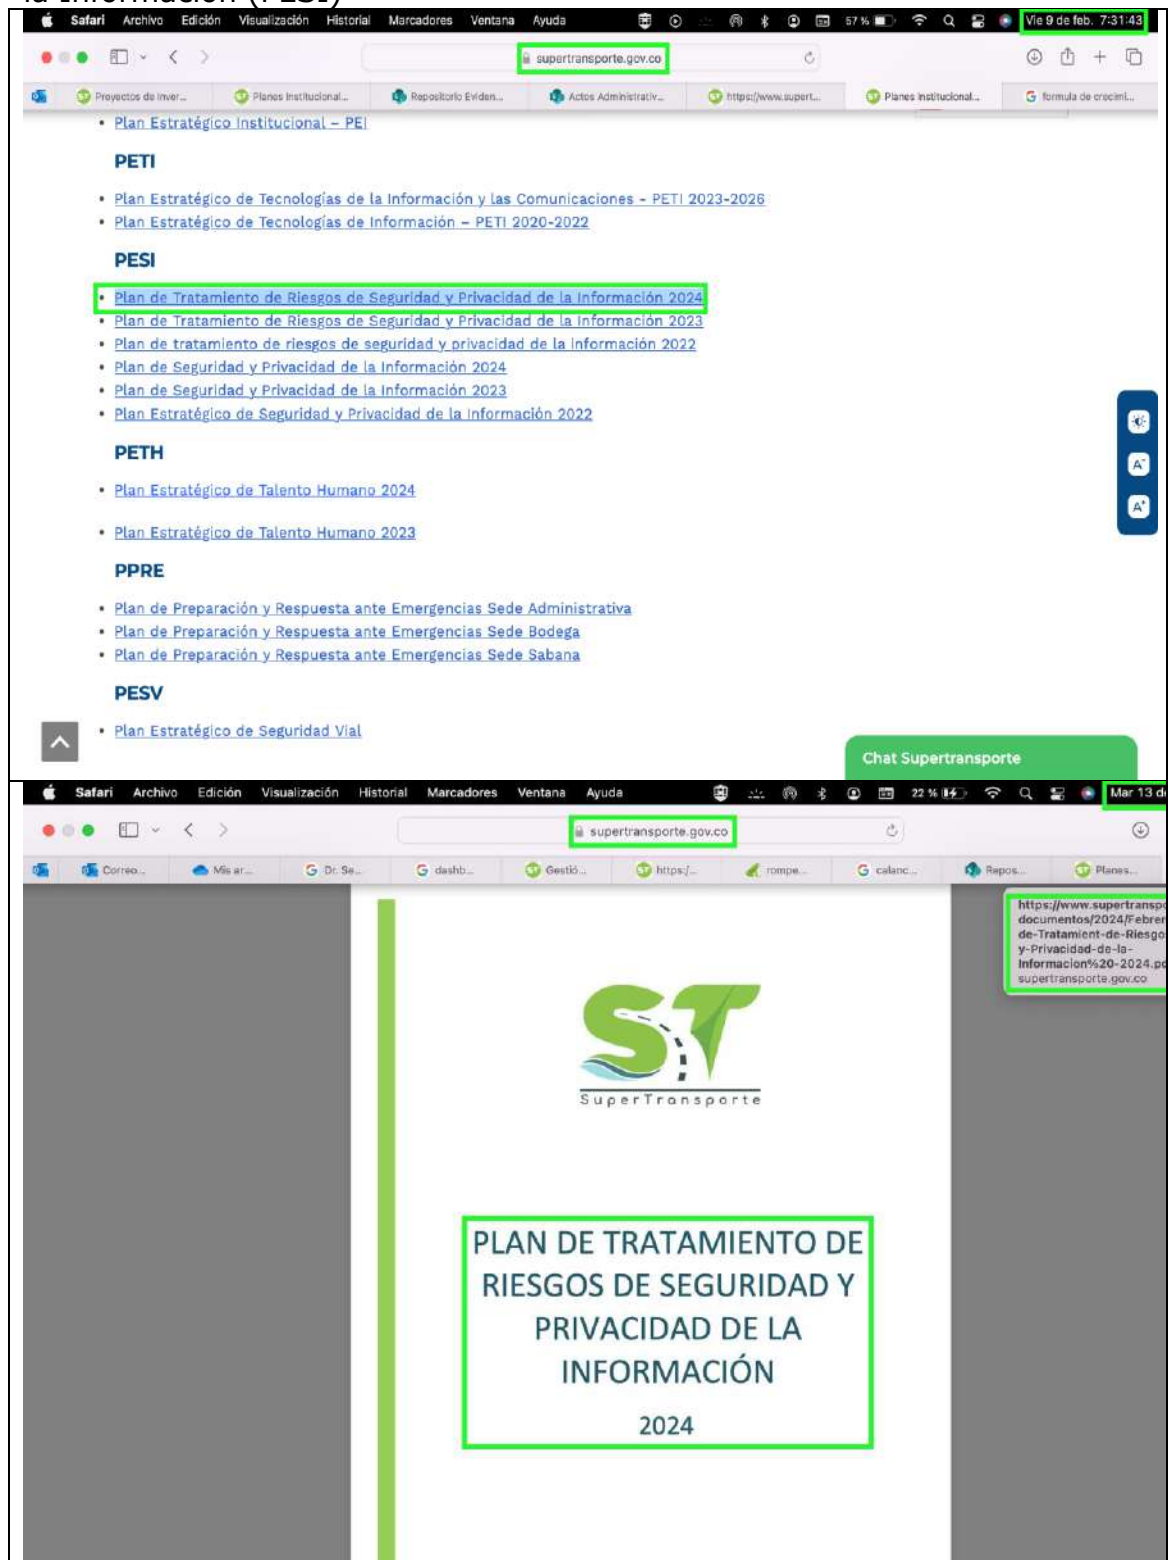 la Información (PESI)
Safari Archivo Edición Visualización Historial Marcadores Ventana Ayuda 57 % Vie 9 de feb. 7:31:43
supertransporte.gov.co
Proyectos de Inver... Planes Institucional... Repositorio Eviden... Actos Administrativ... https://www.supert... Planes Institucional... formula de crecimi...
• Plan Estratégico Institucional – PEI
PETI
• Plan Estratégico de Tecnologías de la Información y las Comunicaciones - PETI 2023-2026
• Plan Estratégico de Tecnologías de Información – PETI 2020-2022
PESI
• Plan de Tratamiento de Riesgos de Seguridad y Privacidad de la Información 2024
• Plan de Tratamiento de Riesgos de Seguridad y Privacidad de la Información 2023
• Plan de tratamiento de riesgos de seguridad y privacidad de la Información 2022
• Plan de Seguridad y Privacidad de la Información 2024
• Plan de Seguridad y Privacidad de la Información 2023
• Plan Estratégico de Seguridad y Privacidad de la Información 2022
PETH
• Plan Estratégico de Talento Humano 2024
• Plan Estratégico de Talento Humano 2023
PPRE
• Plan de Preparación y Respuesta ante Emergencias Sede Administrativa
• Plan de Preparación y Respuesta ante Emergencias Sede Bodega
• Plan de Preparación y Respuesta ante Emergencias Sede Sabana
PESV
• Plan Estratégico de Seguridad Vial
A-
A+
Chat Supertransporte
Safari Archivo Edición Visualización Historial Marcadores Ventana Ayuda 22 % Mar 13 de
supertransporte.gov.co
Correo... Mis ar... Dr. Se... dashb... Gestió... https:/... rompe... calanc... Repos... Planes...
https://www.supertranspo
documentos/2024/Febrer
de-Tratamient-de-Riesgo
y-Privacidad-de-la-
Informacion%20-2024.pd
supertransporte.gov.co
ST
SuperTransporte
PLAN DE TRATAMIENTO DE
RIESGOS DE SEGURIDAD Y
PRIVACIDAD DE LA
INFORMACIÓN
2024